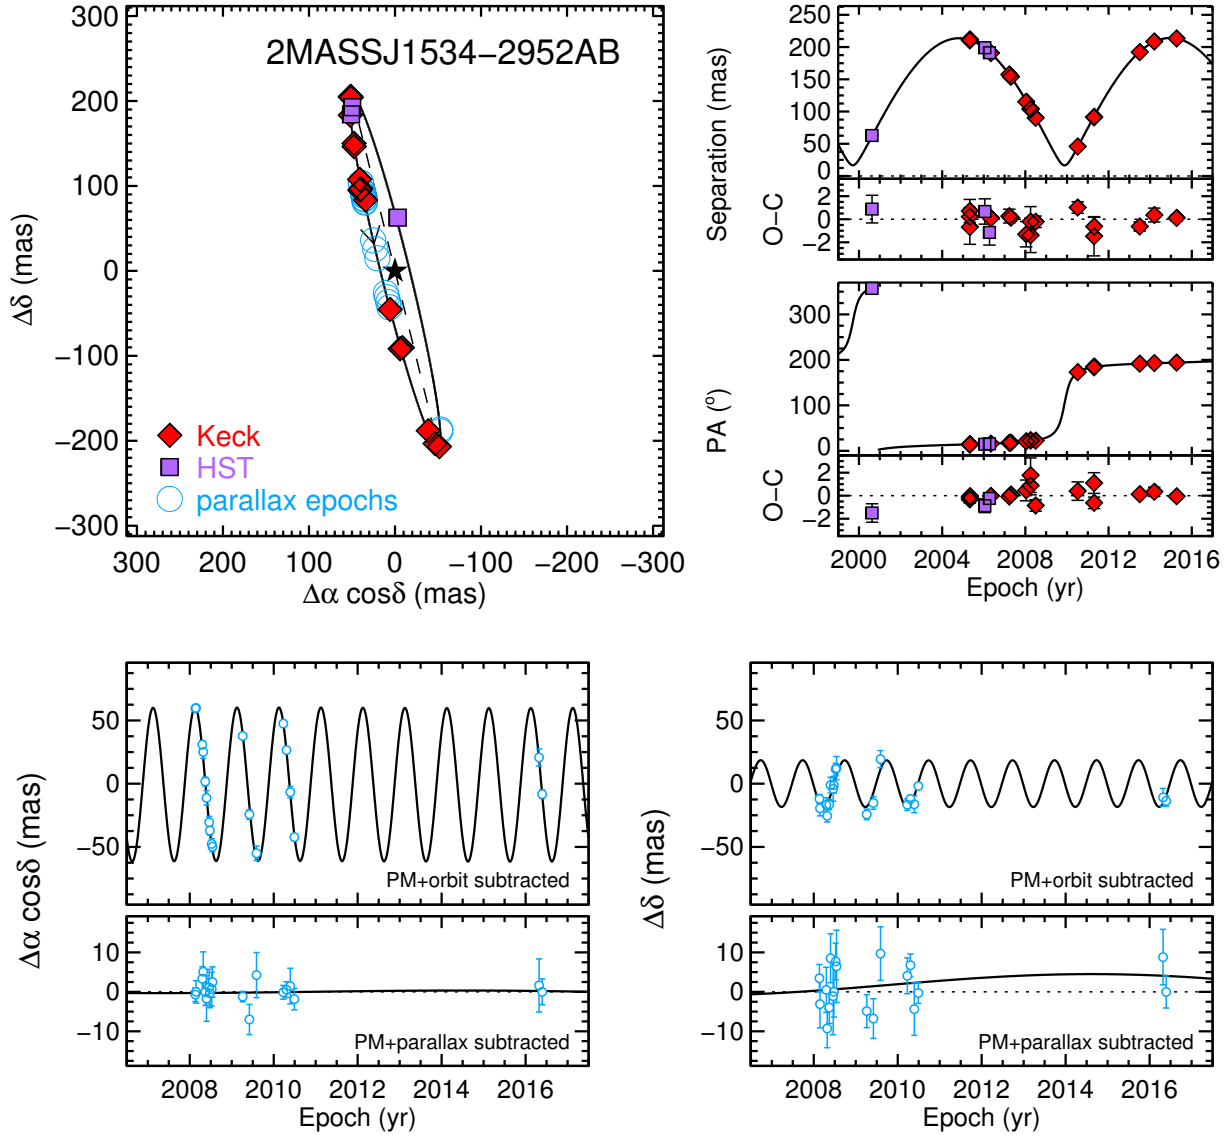 2MASSJ1534−2952AB
300
200
100
0
−100
−200
−300
Δδ (mas)
Keck
HST
parallax epochs
300 200 100 0 −100 −200 −300
Δα cosδ (mas)
Separation (mas)
200
150
100
50
0
O−C
2
0
−2
PA (°)
300
200
100
0
O−C
2
0
−2
2000 2004 2008 2012 2016
Epoch (yr)
Δα cosδ (mas)
50
0
−50
PM+orbit subtracted
10
0
−10
PM+parallax subtracted
2008 2010 2012 2014 2016
Epoch (yr)
Δδ (mas)
50
0
−50
PM+orbit subtracted
10
0
−10
PM+parallax subtracted
2008 2010 2012 2014 2016
Epoch (yr)